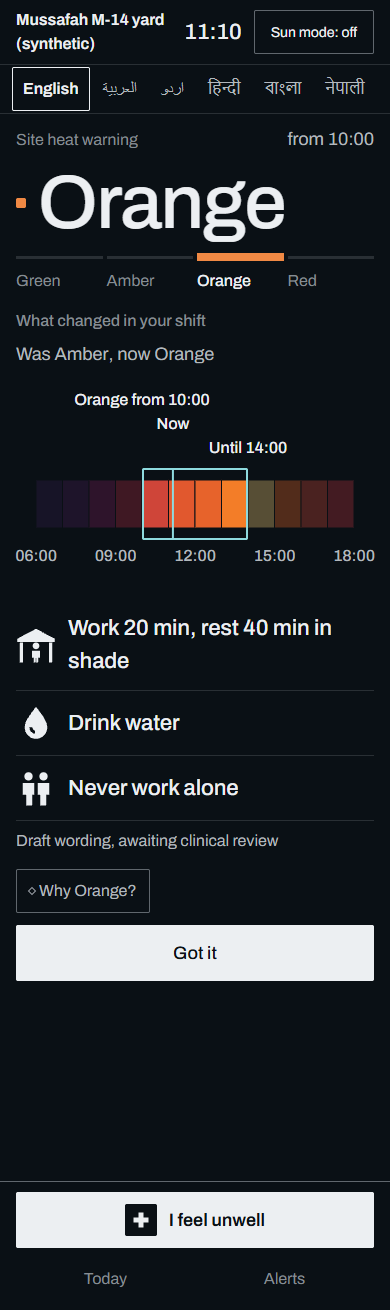 Mussafah M-14 yard
(synthetic)
11:10
Sun mode: off
English
العربية
اردو
हिन्दी
বাংলা
नेपाली
Site heat warning
from 10:00
Orange
Green
Amber
Orange
Red
What changed in your shift
Was Amber, now Orange
Orange from 10:00
Now
Until 14:00
06:00
09:00
12:00
15:00
18:00
Work 20 min, rest 40 min in
shade
Drink water
Never work alone
Draft wording, awaiting clinical review
Why Orange?
Got it
I feel unwell
Today
Alerts